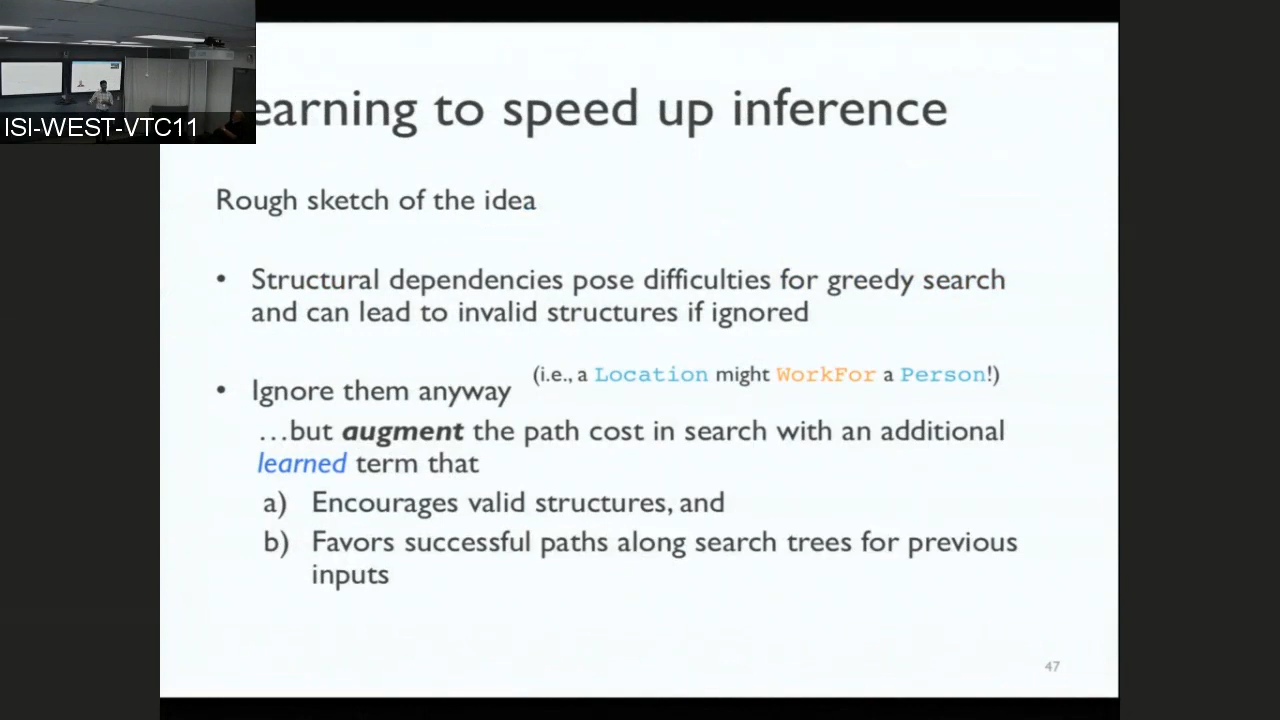 ISI-WEST-VTC11
earning to speed up inference
Rough sketch of the idea
• Structural dependencies pose difficulties for greedy search
and can lead to invalid structures if ignored
• Ignore them anyway (i.e., a Location might WorkFor a Person!)
...but augment the path cost in search with an additional
learned term that
a) Encourages valid structures, and
b) Favors successful paths along search trees for previous
inputs
47